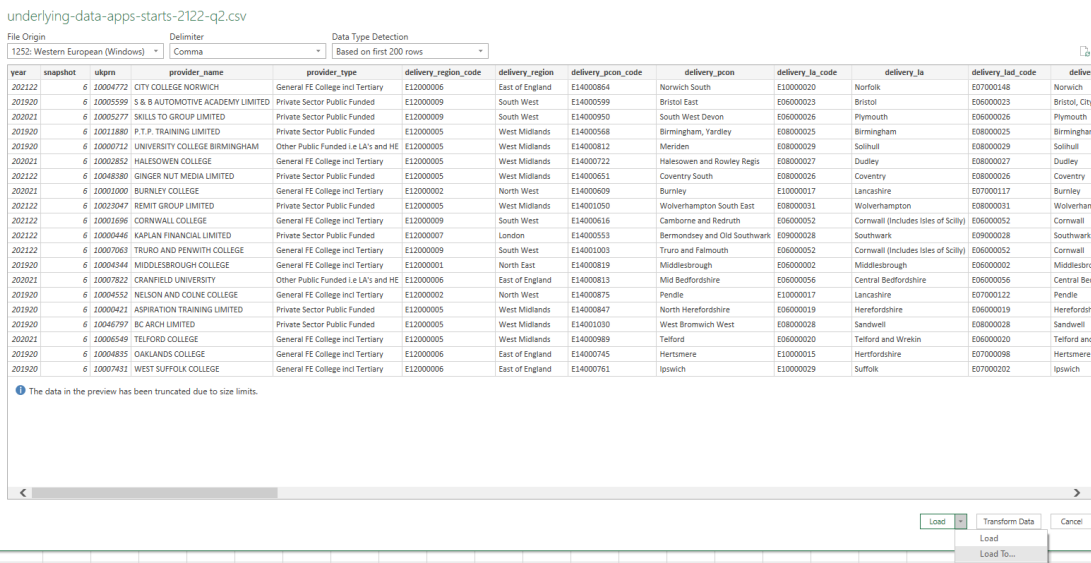 underlying-data-apps-starts-2122-q2.csv
File Origin Delimiter Data Type Detection
1252: Western European (Windows) Comma Based on first 200 rows
year snapshot ukprn provider_name provider_type delivery_region_code delivery_region delivery_pcon_code delivery_pcon delivery_la_code delivery_la delivery_lad_code delive
202122 6 10004772 CITY COLLEGE NORWICH General FE College incl Tertiary E12000006 East of England E14000864 Norwich South E10000020 Norfolk E07000148 Norwich
201920 6 10005599 S & B AUTOMOTIVE ACADEMY LIMITED Private Sector Public Funded E12000009 South West E14000599 Bristol East E06000023 Bristol E06000023 Bristol, City
202021 6 10005277 SKILLS TO GROUP LIMITED Private Sector Public Funded E12000009 South West E14000950 South West Devon E06000026 Plymouth E06000026 Plymouth
201920 6 10011880 P.T.P. TRAINING LIMITED Private Sector Public Funded E12000005 West Midlands E14000568 Birmingham, Yardley E08000025 Birmingham E08000025 Birmingham
201920 6 10000712 UNIVERSITY COLLEGE BIRMINGHAM Other Public Funded i.e LA's and HE E12000005 West Midlands E14000812 Meriden E08000029 Solihull E08000029 Solihull
202021 6 10002852 HALESOWEN COLLEGE General FE College incl Tertiary E12000005 West Midlands E14000722 Halesowen and Rowley Regis E08000027 Dudley E08000027 Dudley
202122 6 10048380 GINGER NUT MEDIA LIMITED Private Sector Public Funded E12000005 West Midlands E14000651 Coventry South E08000026 Coventry E08000026 Coventry
202021 6 10001000 BURNLEY COLLEGE General FE College incl Tertiary E12000002 North West E14000609 Burnley E10000017 Lancashire E07000117 Burnley
201920 6 10023047 REMIT GROUP LIMITED Private Sector Public Funded E12000005 West Midlands E14001050 Wolverhampton South East E08000031 Wolverhampton E08000031 Wolverham
202122 6 10001696 CORNWALL COLLEGE General FE College incl Tertiary E12000009 South West E14000616 Camborne and Redruth E06000052 Cornwall (Includes Isles of Scilly) E06000052 Cornwall
202122 6 10000446 KAPLAN FINANCIAL LIMITED Private Sector Public Funded E12000007 London E14000553 Bermondsey and Old Southwark E09000028 Southwark E09000028 Southwark
202122 6 10007063 TRURO AND PENWITH COLLEGE General FE College incl Tertiary E12000009 South West E14001003 Truro and Falmouth E06000052 Cornwall (Includes Isles of Scilly) E06000052 Cornwall
201920 6 10004344 MIDDLESBROUGH COLLEGE General FE College incl Tertiary E12000001 North East E14000819 Middlesbrough E06000002 Middlesbrough E06000002 Middlesbro
202021 6 10007822 CRANFIELD UNIVERSITY Other Public Funded i.e LA's and HE E12000006 East of England E14000813 Mid Bedfordshire E06000056 Central Bedfordshire E06000056 Central Bed
201920 6 10004552 NELSON AND COLNE COLLEGE General FE College incl Tertiary E12000002 North West E14000875 Pendle E10000017 Lancashire E07000122 Pendle
201920 6 10000421 ASPIRATION TRAINING LIMITED Private Sector Public Funded E12000005 West Midlands E14000847 North Herefordshire E06000019 Herefordshire E06000019 Herefordsh
201920 6 10046797 BC ARCH LIMITED Private Sector Public Funded E12000005 West Midlands E14001030 West Bromwich West E08000028 Sandwell E08000028 Sandwell
202021 6 10006549 TELFORD COLLEGE General FE College incl Tertiary E12000005 West Midlands E14000989 Telford E06000020 Telford and Wrekin E06000020 Telford and
201920 6 10004835 OAKLANDS COLLEGE General FE College incl Tertiary E12000006 East of England E14000745 Hertsmere E10000015 Hertfordshire E07000098 Hertsmere
201920 6 10007431 WEST SUFFOLK COLLEGE General FE College incl Tertiary E12000006 East of England E14000761 Ipswich E10000029 Suffolk E07000202 Ipswich
The data in the preview has been truncated due to size limits.
Load Transform Data Cancel
Load
Load To...